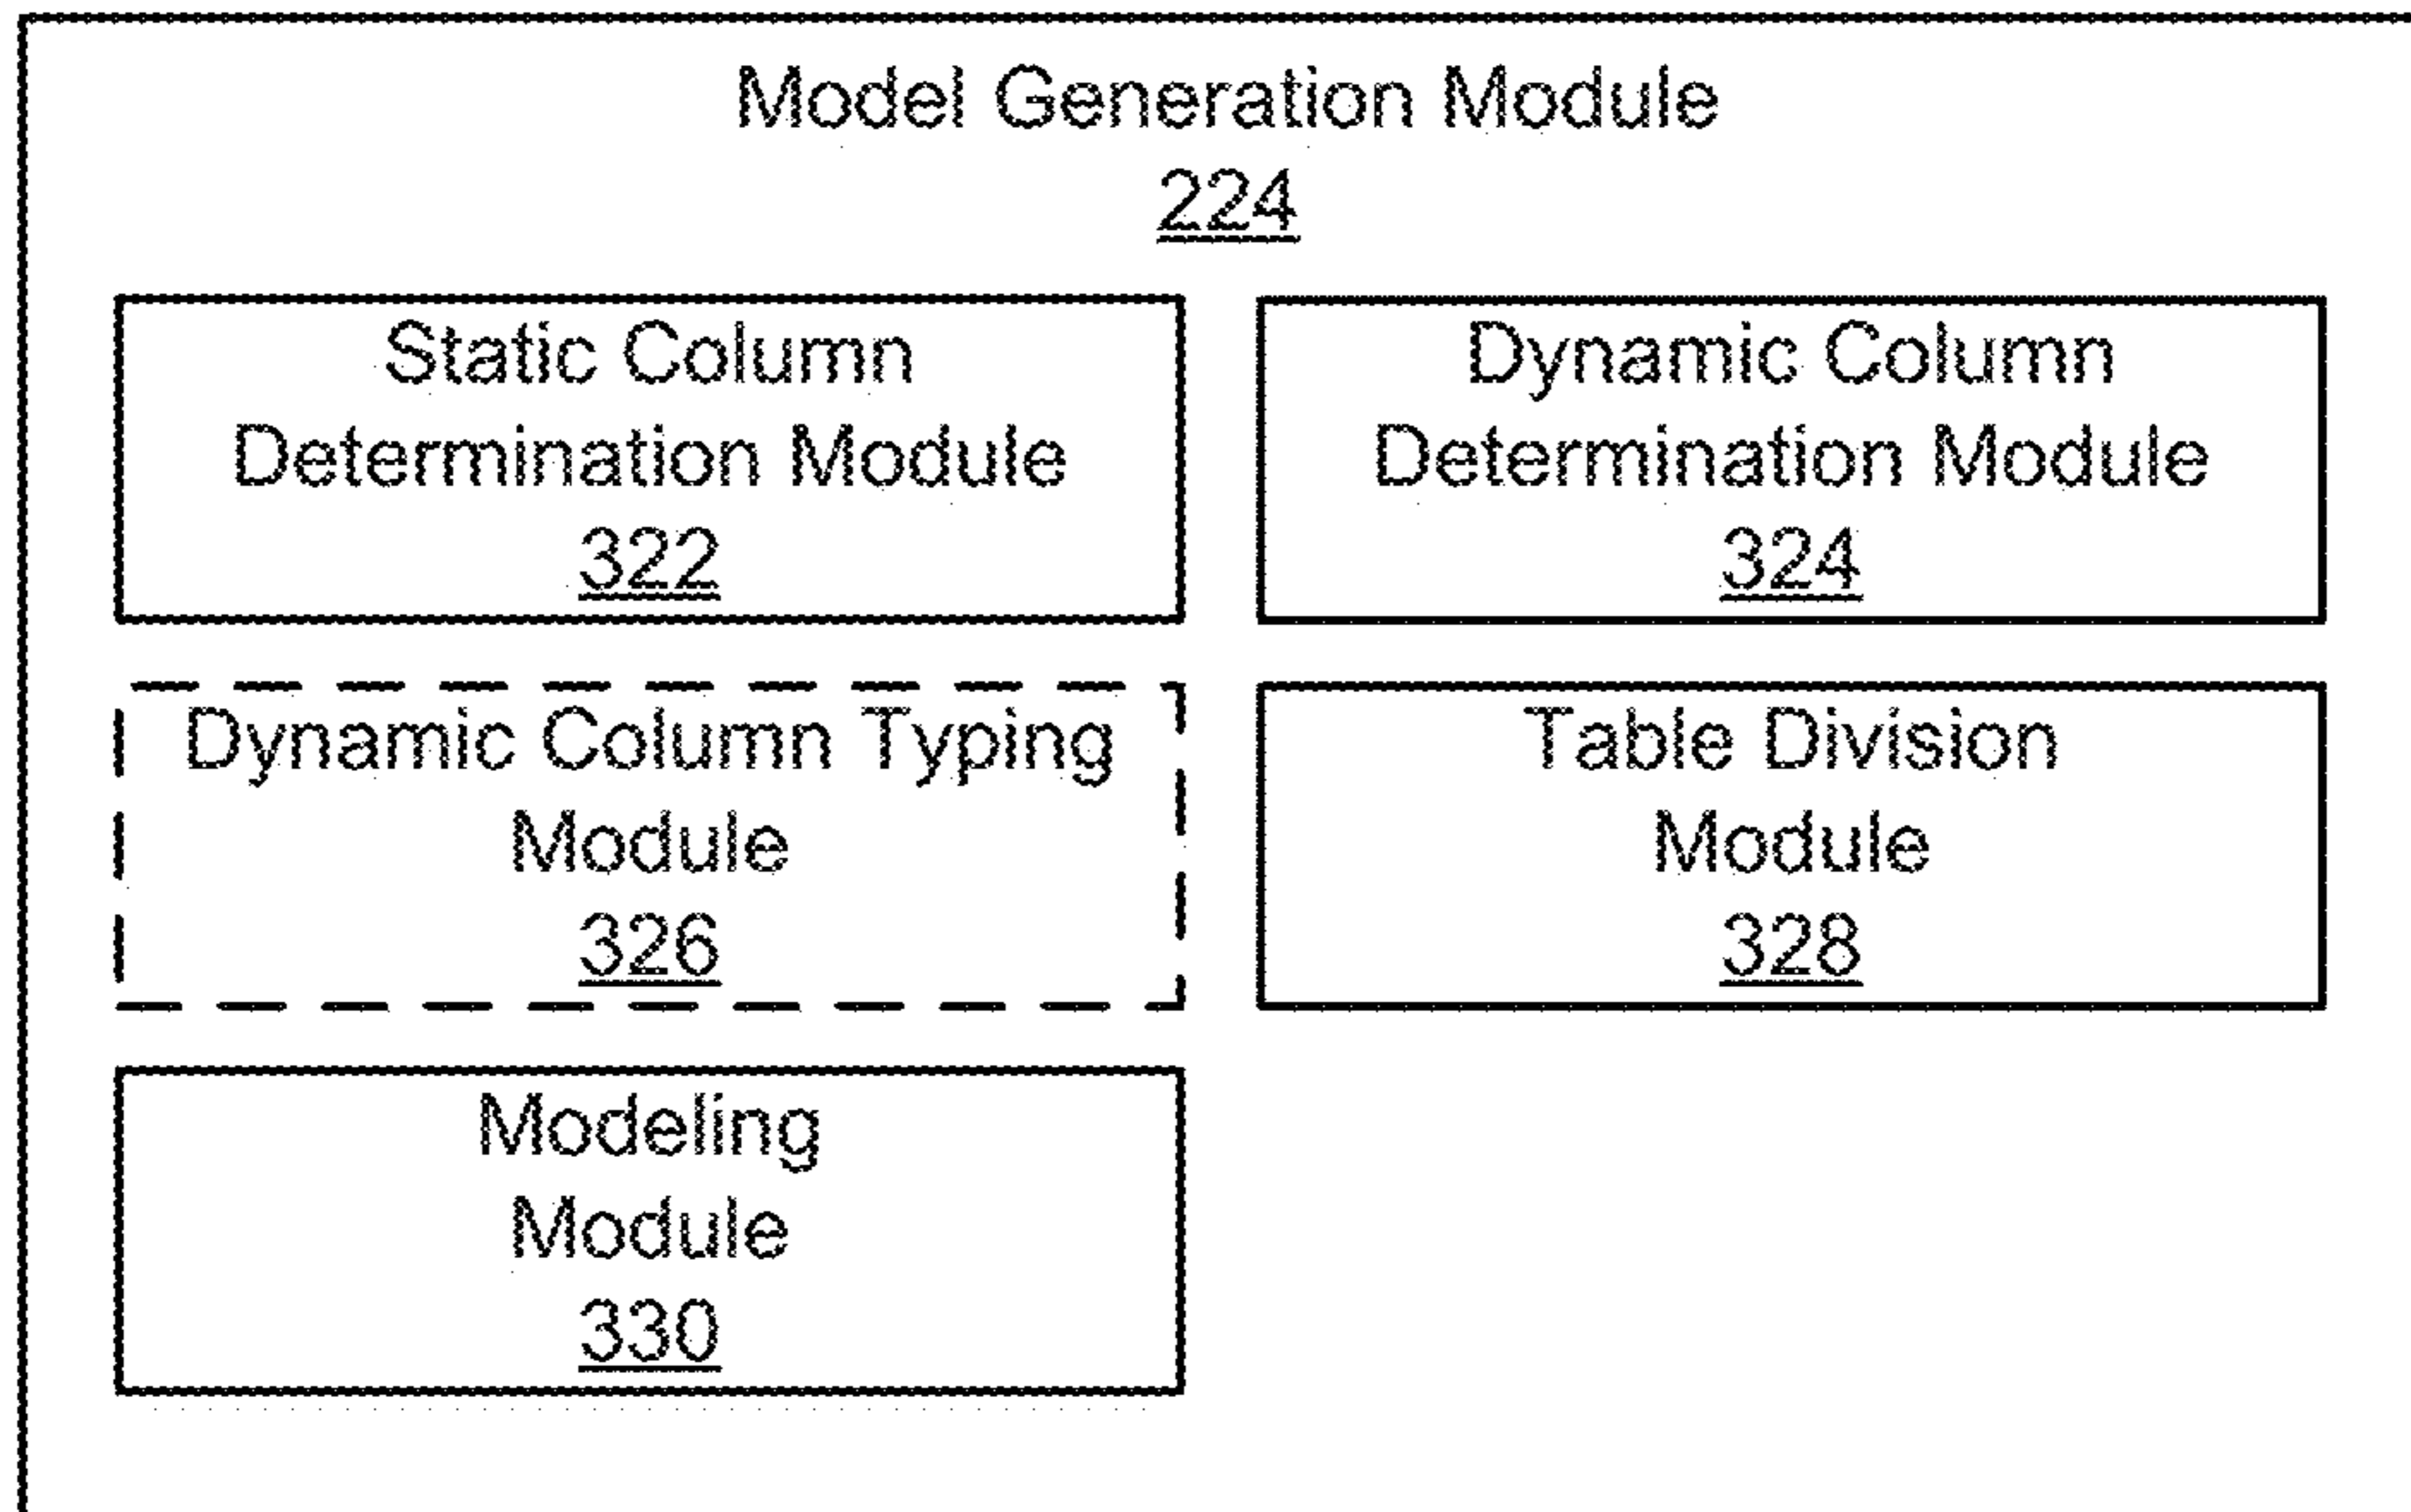 Model Generation Module
224
Static Column
Determination Module
322
Dynamic Column
Determination Module
324
Dynamic Column Typing
Module
326
Table Division
Module
328
Modeling
Module
330